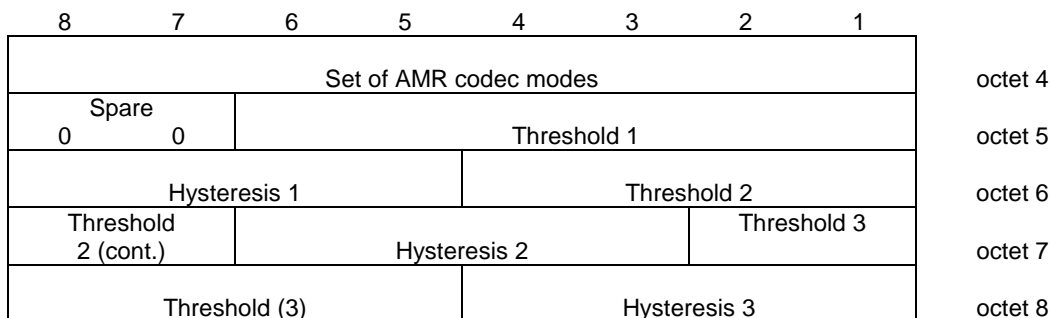 8 7 6 5 4 3 2 1
Set of AMR codec modes octet 4
Spare
0 0 Threshold 1 octet 5
Hysteresis 1 Threshold 2 octet 6
Threshold Threshold 3
2 (cont.) Hysteresis 2 octet 7
Threshold (3) Hysteresis 3 octet 8